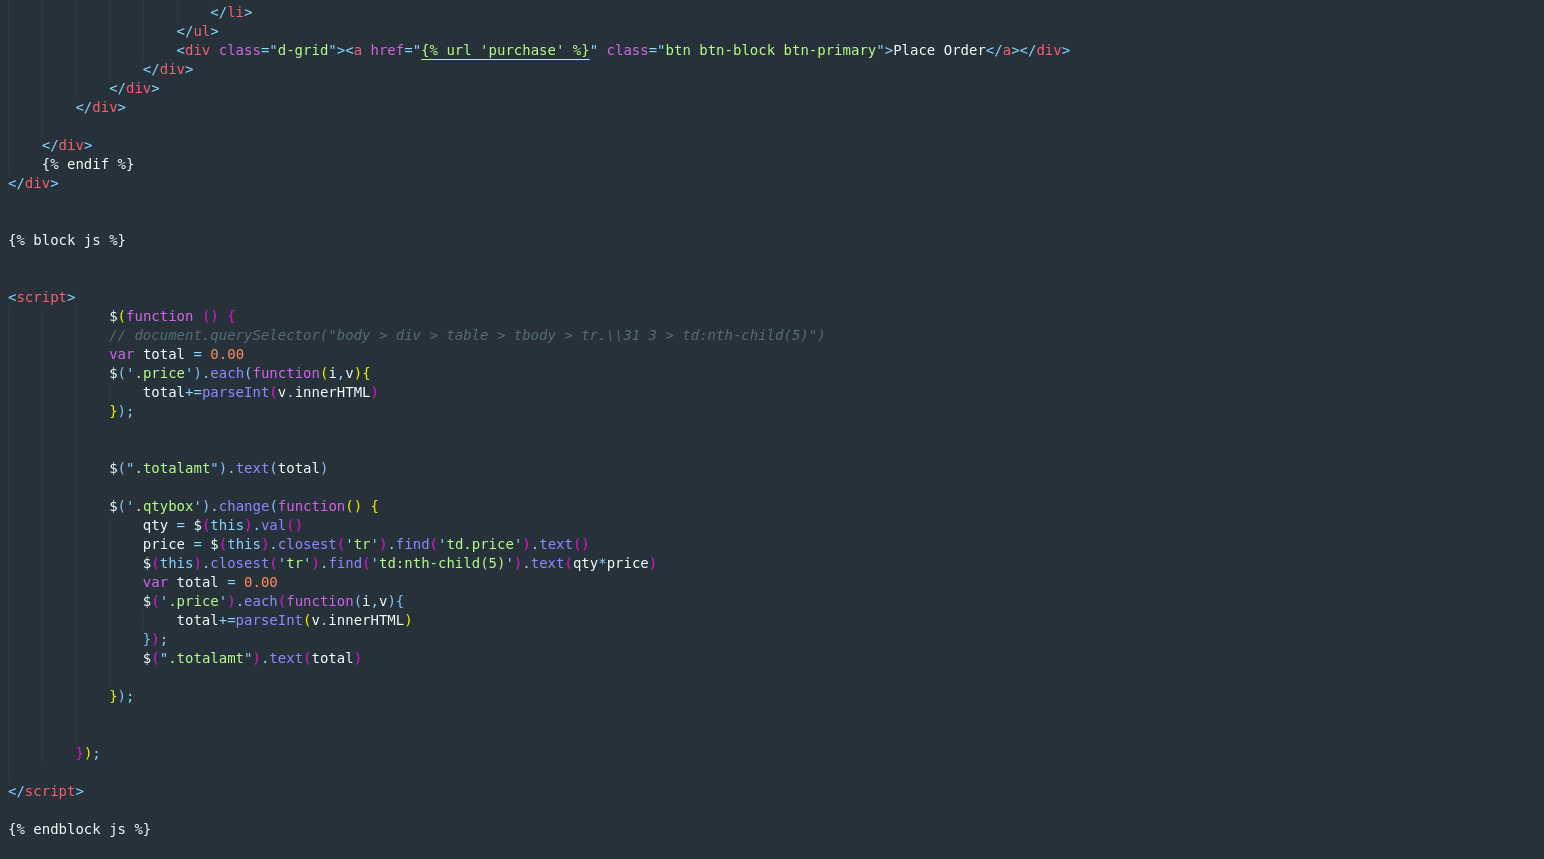 </li>
</ul>
<div class="d-grid"><a href="{% url 'purchase' %}" class="btn btn-block btn-primary">Place Order</a></div>
</div>
</div>
</div>
</div>
{% endif %}
</div>
{% block js %}
<script>
$(function () {
// document.querySelector("body > div > table > tbody > tr.\\31 3 > td:nth-child(5)")
var total = 0.00
$('.price').each(function(i,v){
total+=parseInt(v.innerHTML)
});
$(".totalamt").text(total)
$('.qtybox').change(function() {
qty = $(this).val()
price = $(this).closest('tr').find('td.price').text()
$(this).closest('tr').find('td:nth-child(5)').text(qty*price)
var total = 0.00
$('.price').each(function(i,v){
total+=parseInt(v.innerHTML)
});
$(".totalamt").text(total)
});
});
</script>
{% endblock js %}